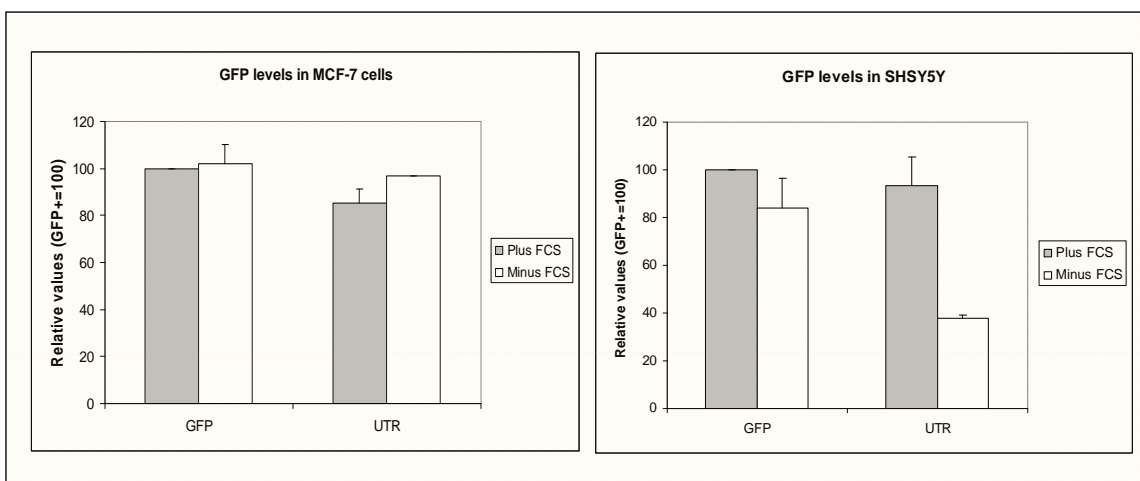 GFP levels in MCF-7 cells
Relative values (GFP+=100)
120
100
80
60
40
20
0
GFP UTR
Plus FCS
Minus FCS
GFP levels in SHSY5Y
Relative values (GFP+=100)
120
100
80
60
40
20
0
GFP UTR
Plus FCS
Minus FCS